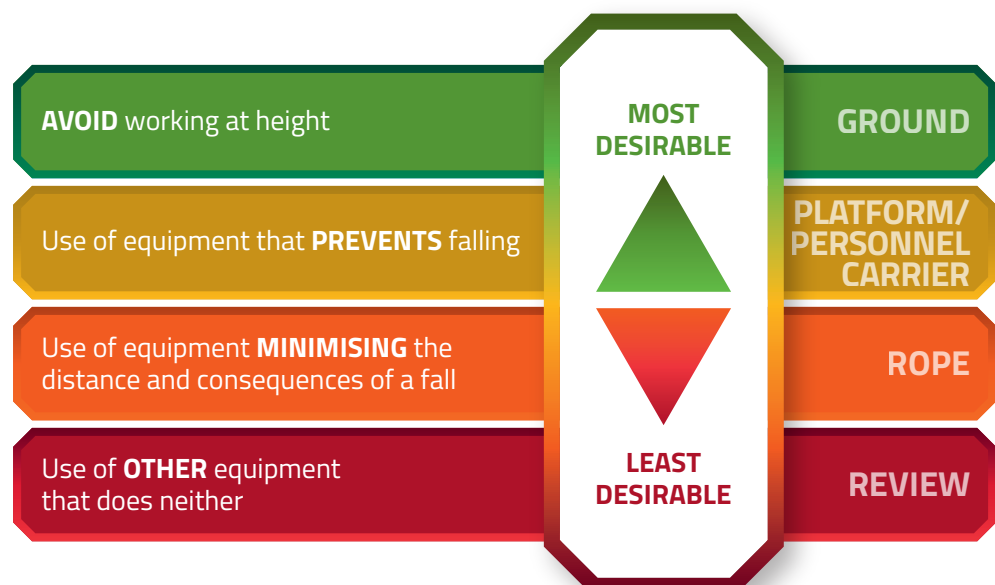 AVOID working at height
MOST
DESIRABLE
GROUND
Use of equipment that PREVENTS falling
PLATFORM/
PERSONNEL
CARRIER
Use of equipment MINIMISING the
distance and consequences of a fall
ROPE
Use of OTHER equipment
that does neither
LEAST
DESIRABLE
REVIEW